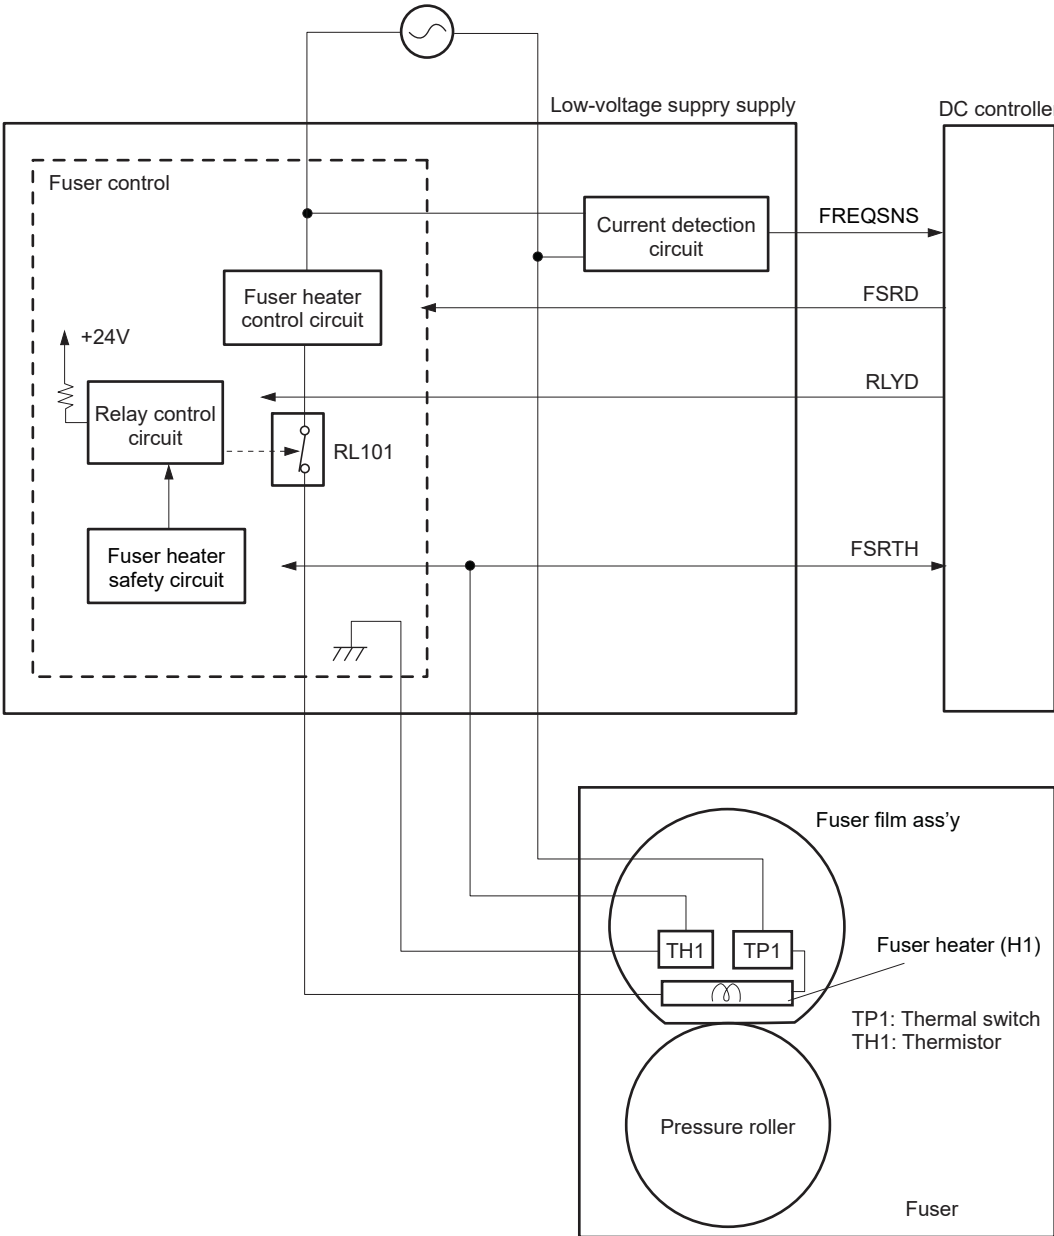 Low-voltage suppry supply
DC controlle
Fuser control
Current detection
circuit
FREQSNS
Fuser heater
control circuit
FSRD
+24V
RLYD
Relay control
circuit
RL101
Fuser heater
safety circuit
FSRTH
Fuser film ass’y
TH1
TP1
Fuser heater (H1)
TP1: Thermal switch
TH1: Thermistor
Pressure roller
Fuser